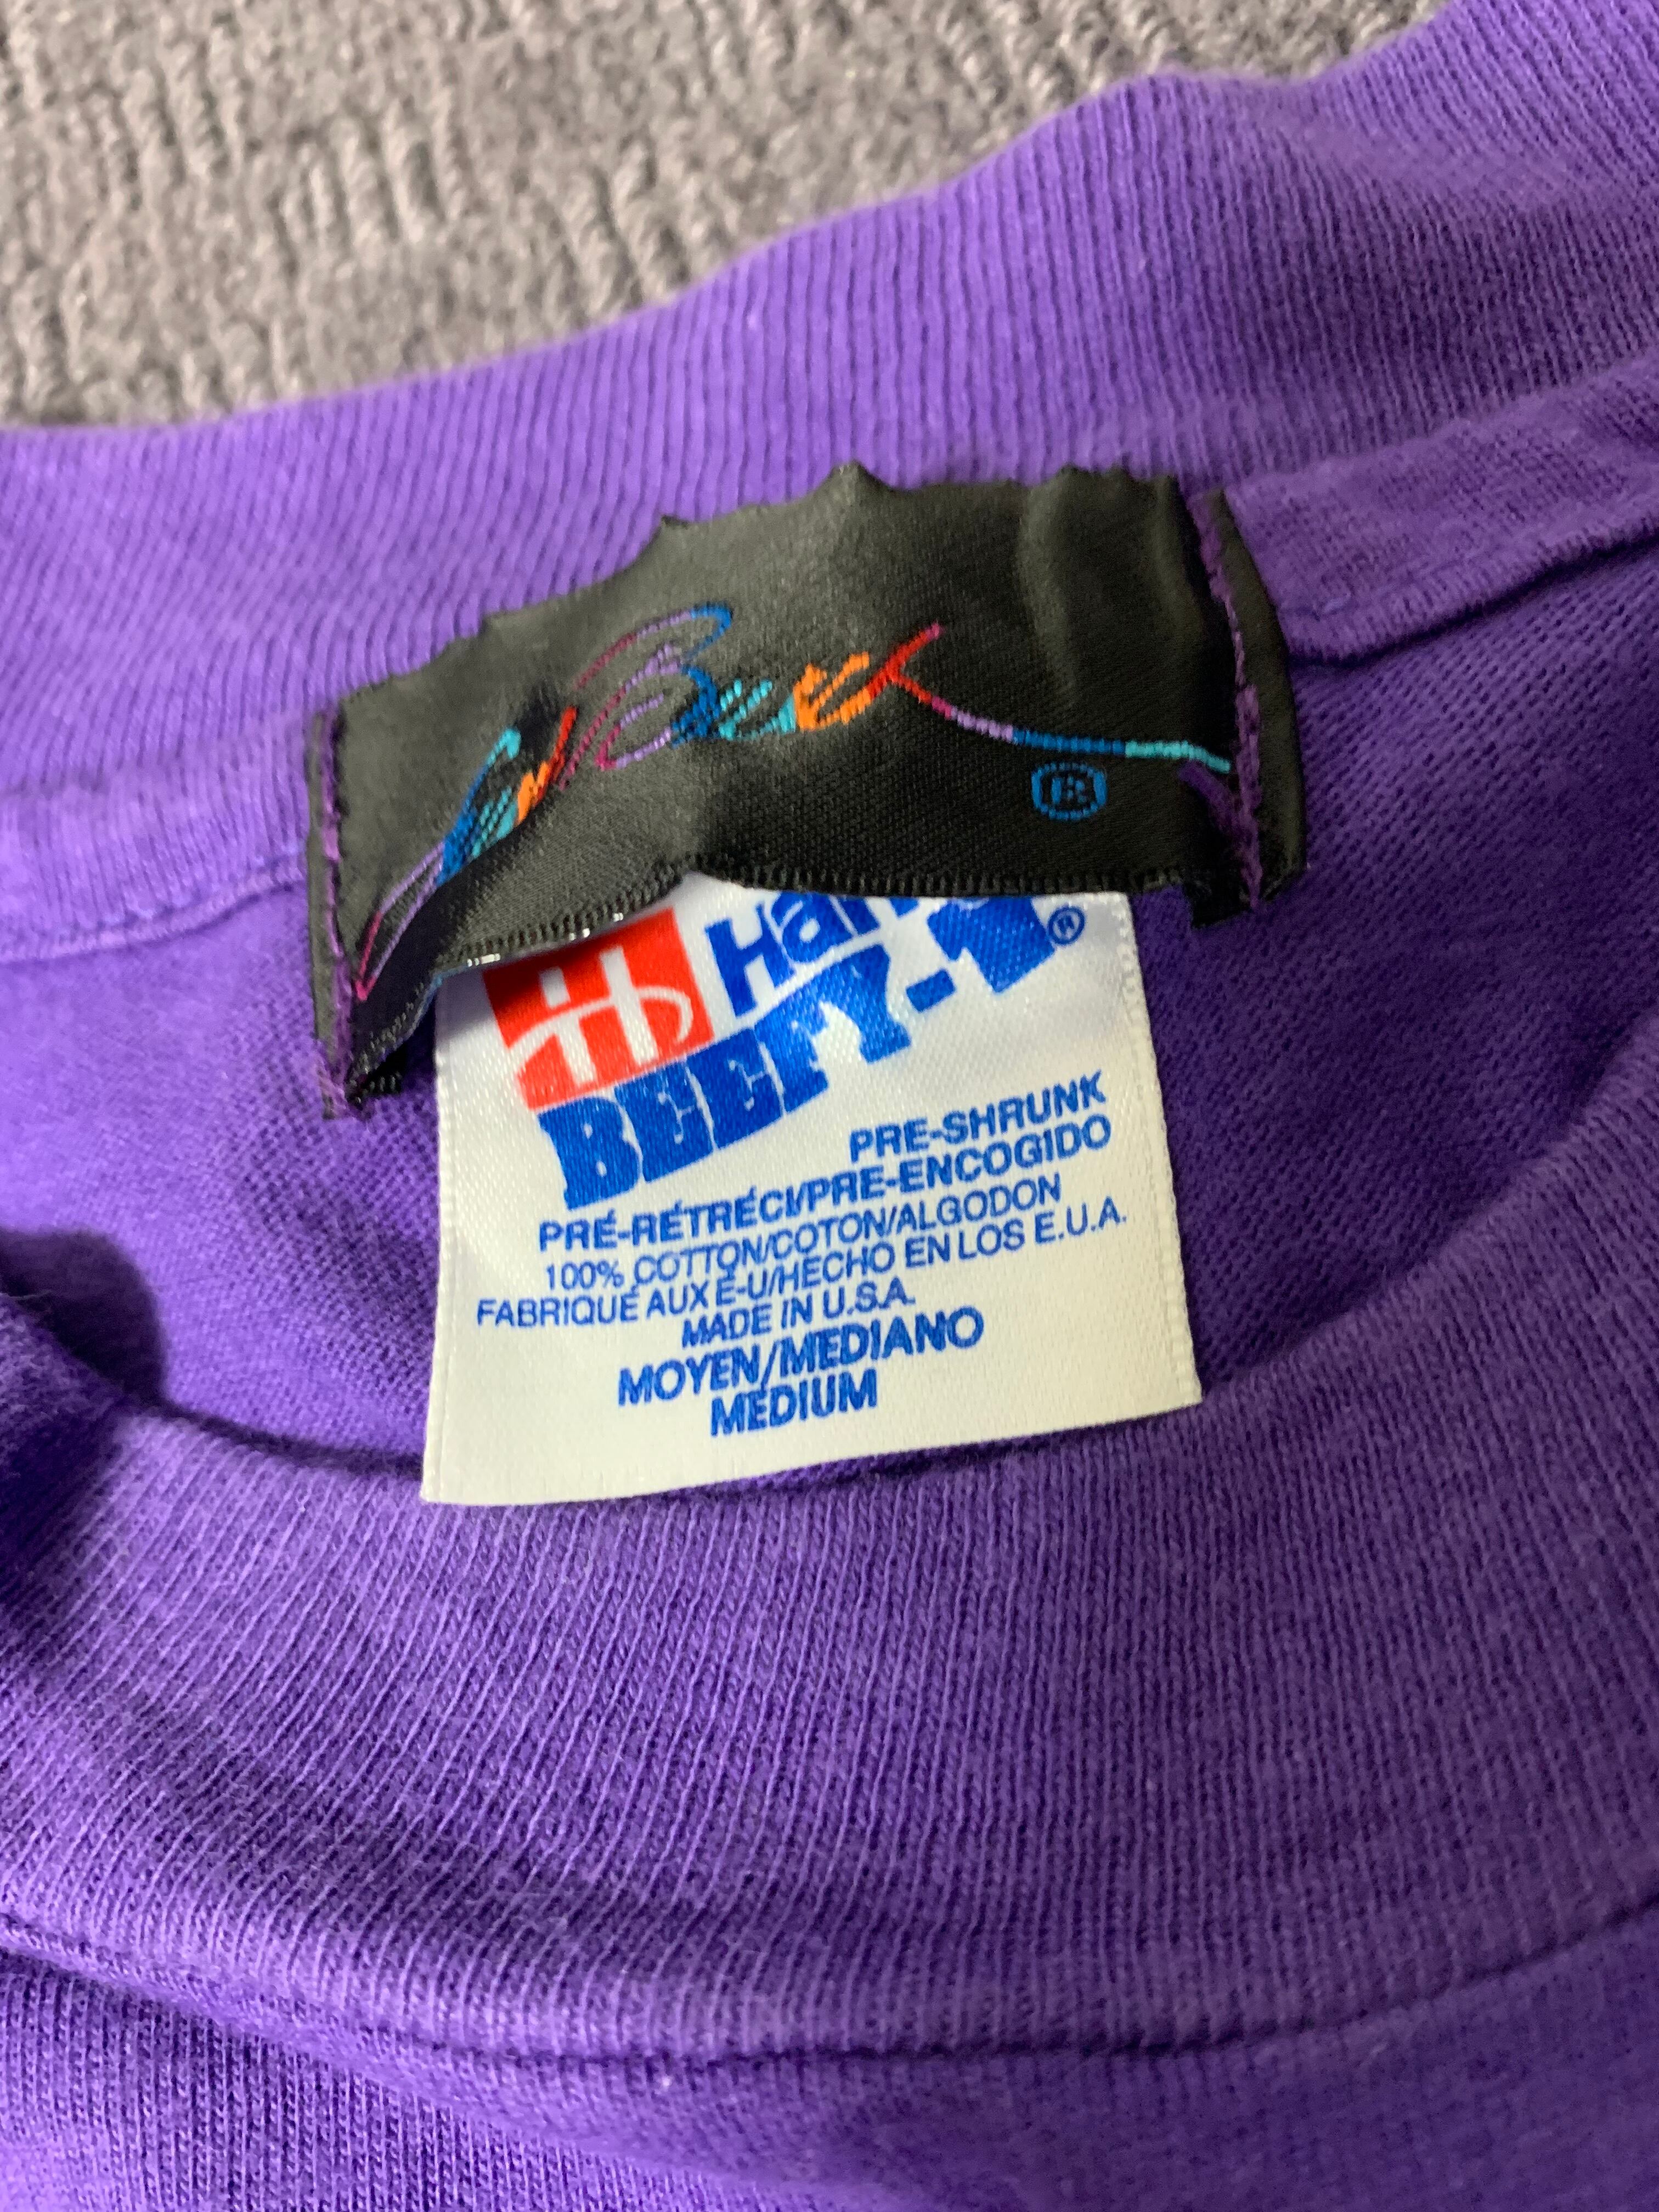 ®
Han
BEEFY-T®
PRE-SHRUNK
PRÉ-RÉTRÉCI/PRE-ENCOGIDO
100% COTTON/COTON/ALGODON
FABRIQUÉ AUX É-U/HECHO EN LOS E.U.A.
MADE IN U.S.A.
MOYEN/MEDIANO
MEDIUM